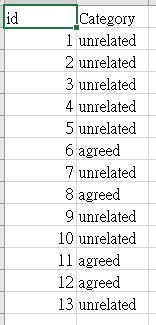 id Category
1 unrelated
2 unrelated
3 unrelated
4 unrelated
5 unrelated
6 agreed
7 unrelated
8 agreed
9 unrelated
10 unrelated
11 agreed
12 agreed
13 unrelated